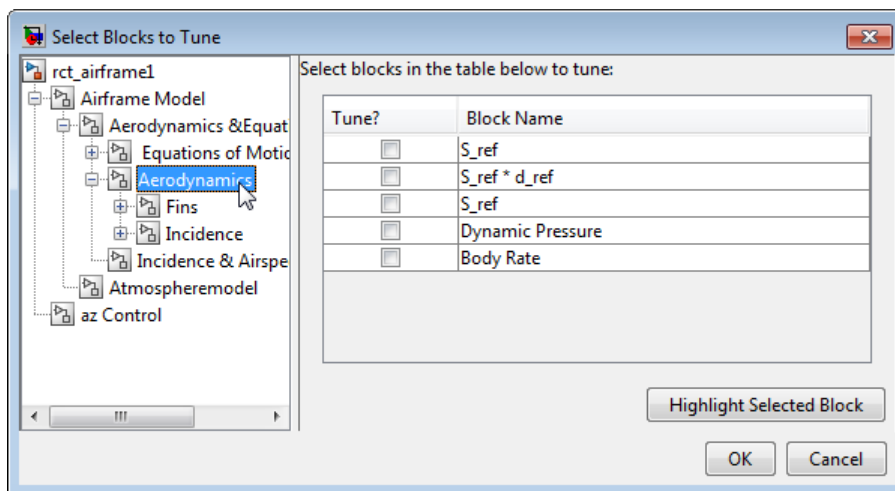 Select Blocks to Tune
rct_airframe1
Airframe Model
Aerodynamics &Equat
Equations of Motio
Aerodynamics
Fins
Incidence
Incidence & Airspe
Atmospheremodel
az Control
Select blocks in the table below to tune:
Tune? Block Name
S_ref
S_ref * d_ref
S_ref
Dynamic Pressure
Body Rate
Highlight Selected Block
OK Cancel